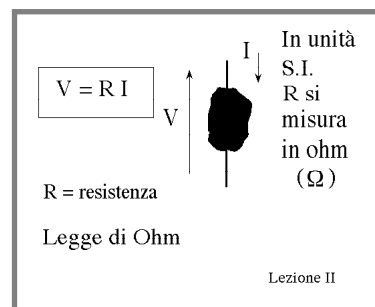 V = R I
V
I
In unità
S.I.
R si
misura
in ohm
(Ω)
R = resistenza
Legge di Ohm
Lezione II